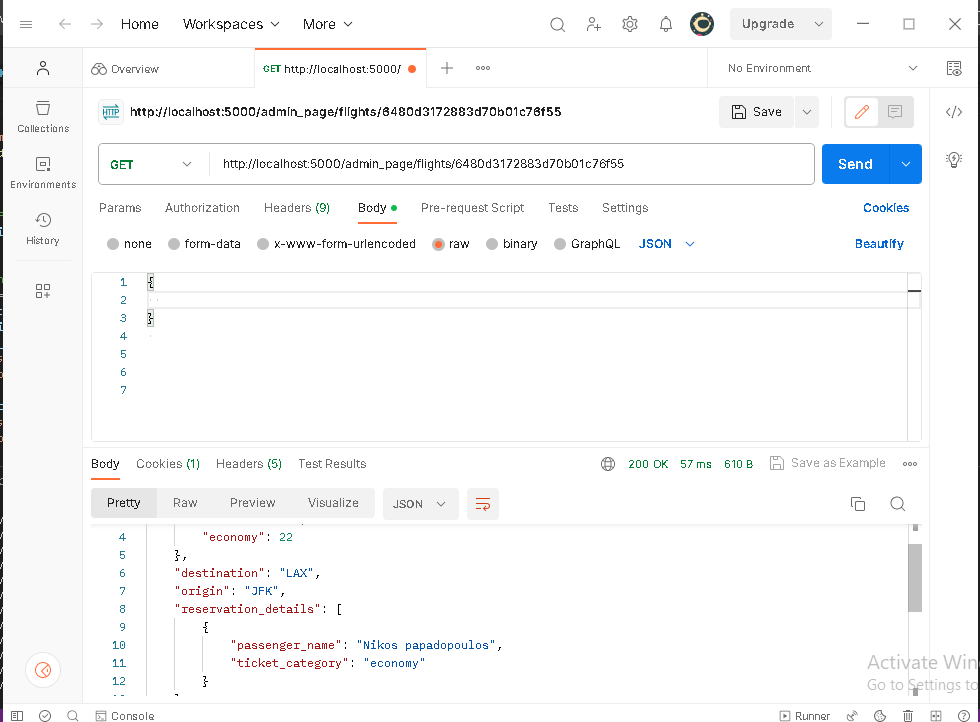 Home Workspaces More Upgrade
Overview GET http://localhost:5000/ No Environment
HTTP http://localhost:5000/admin_page/flights/6480d3172883d70b01c76f55 Save
Collections
GET http://localhost:5000/admin_page/flights/6480d3172883d70b01c76f55 Send
Environments
Params Authorization Headers (9) Body Pre-request Script Tests Settings Cookies
History
none form-data x-www-form-urlencoded raw binary GraphQL JSON Beautify
1 {
2
3 }
4
5
6
7
Body Cookies (1) Headers (5) Test Results 200 OK 57 ms 610 B Save as Example
Pretty Raw Preview Visualize JSON
4 "economy": 22
5 },
6 "destination": "LAX",
7 "origin": "JFK",
8 "reservation_details": [
9 {
10 "passenger_name": "Nikos papadopoulos",
11 "ticket_category": "economy"
12 }
Activate Win
Go to Settings to
Console Runner